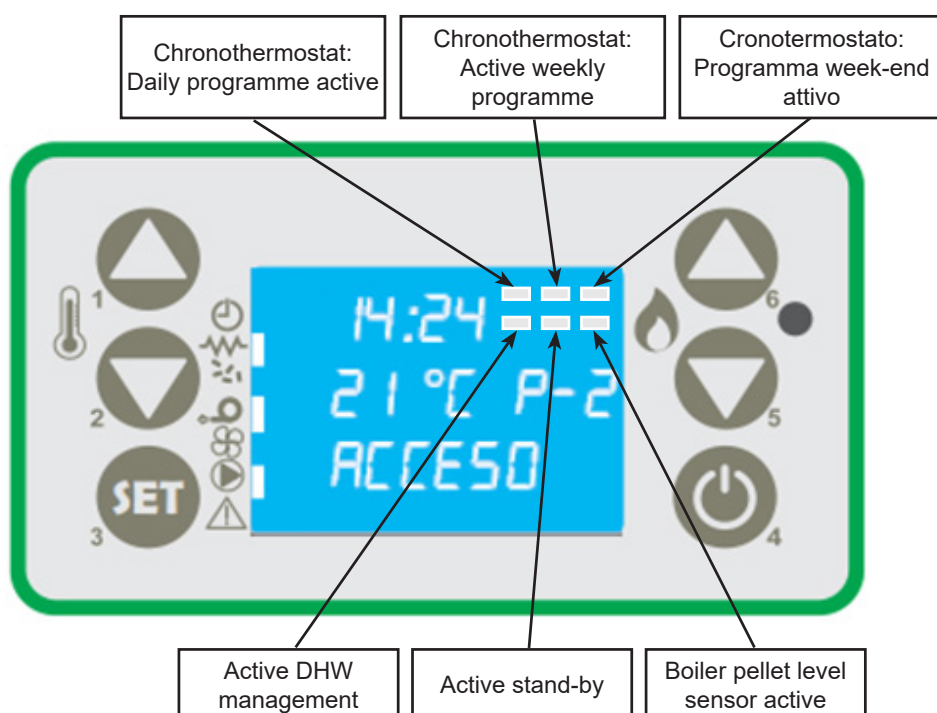 Chronothermostat:
Daily programme active
Chronothermostat:
Active weekly
programme
Cronotermostato:
Programma week-end
attivo
1
6
14:24
21 °C P-2
2
5
ACCESO
SET
3
4
Active DHW
management
Active stand-by
Boiler pellet level
sensor active